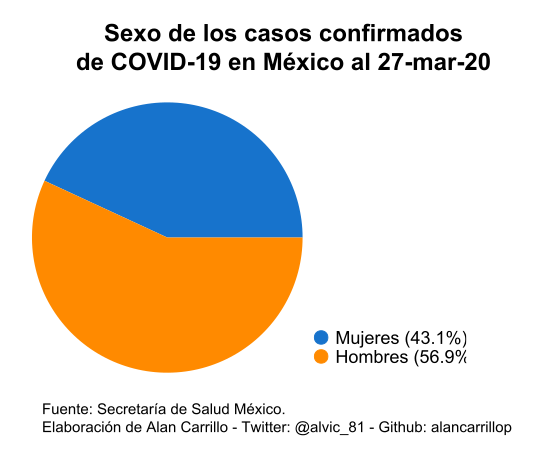 Sexo de los casos confirmados
de COVID-19 en México al 27-mar-20
Mujeres (43.1%)
Hombres (56.9%
Fuente: Secretaría de Salud México.
Elaboración de Alan Carrillo - Twitter: @alvic_81 - Github: alancarrillop